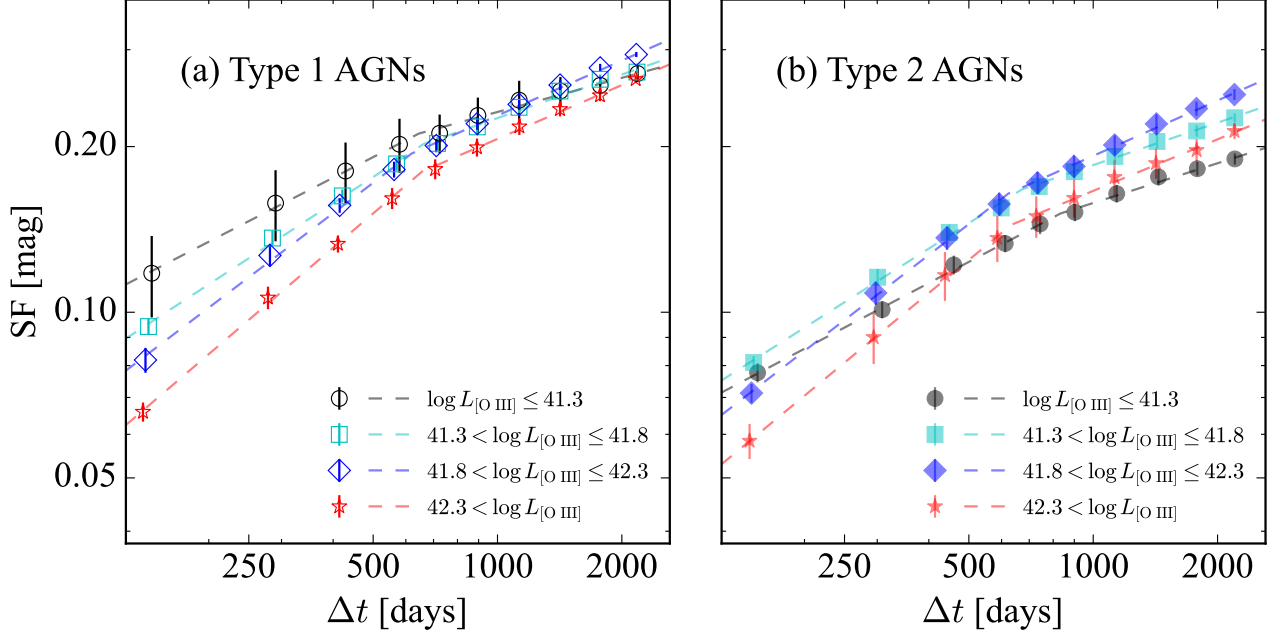 (a) Type 1 AGNs
SF [mag]
0.20
0.10
0.05
log L[O III] ≤ 41.3
41.3 < log L[O III] ≤ 41.8
41.8 < log L[O III] ≤ 42.3
42.3 < log L[O III]
250 500 1000 2000
Δt [days]
(b) Type 2 AGNs
log L[O III] ≤ 41.3
41.3 < log L[O III] ≤ 41.8
41.8 < log L[O III] ≤ 42.3
42.3 < log L[O III]
250 500 1000 2000
Δt [days]